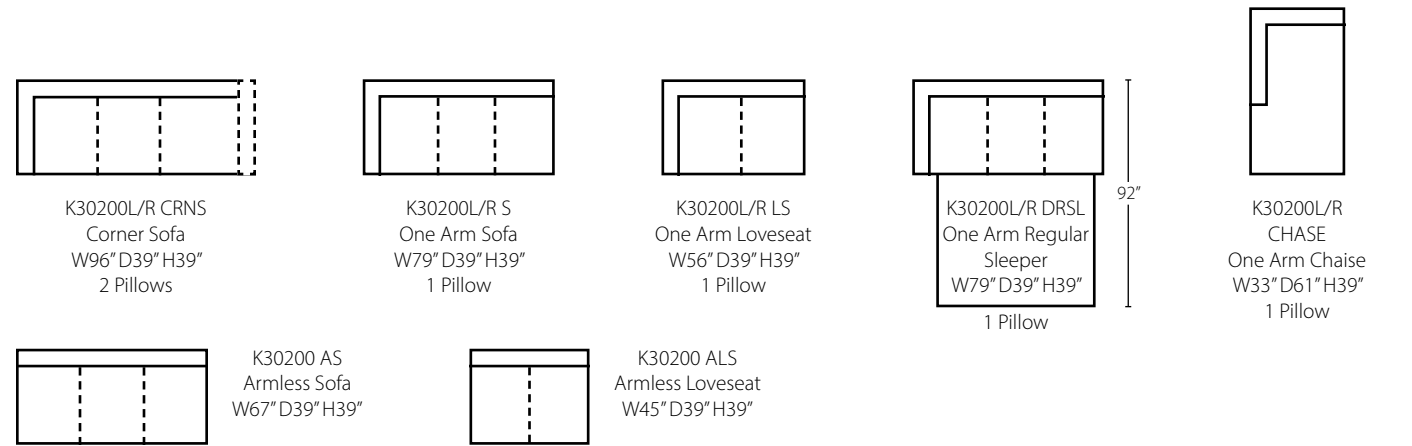 K30200L/R CRNS
Corner Sofa
W96” D39” H39”
2 Pillows
K30200L/R S
One Arm Sofa
W79” D39” H39”
1 Pillow
K30200L/R LS
One Arm Loveseat
W56” D39” H39”
1 Pillow
K30200L/R DRSL
One Arm Regular
Sleeper
W79” D39” H39”
1 Pillow
92”
K30200L/R
CHASE
One Arm Chaise
W33” D61” H39”
1 Pillow
K30200 AS
Armless Sofa
W67” D39” H39”
K30200 ALS
Armless Loveseat
W45” D39” H39”